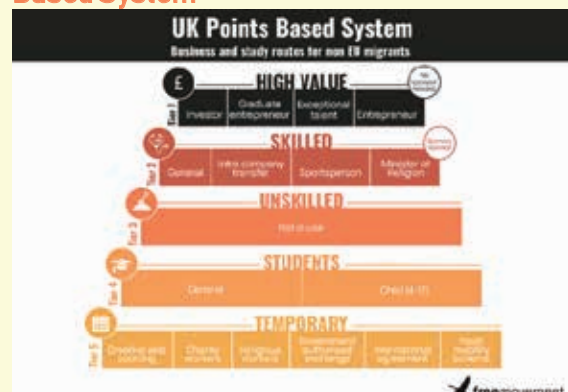 Based System
UK Points Based System
Business and study routes for non EU migrants
£
HIGH VALUE
Tier 1
Investor
Graduate entrepreneur
Exceptional talent
Entrepreneur
SKILLED
Tier 2
General
Intra company transfer
Sportsperson
Minister of Religion
UNSKILLED
Tier 3
Not in use
STUDENTS
Tier 4
General
Child (4-17)
TEMPORARY
Tier 5
Creative and sporting
Charity workers
Religious workers
Government authorised exchange
International agreement
Youth mobility scheme
freemovement